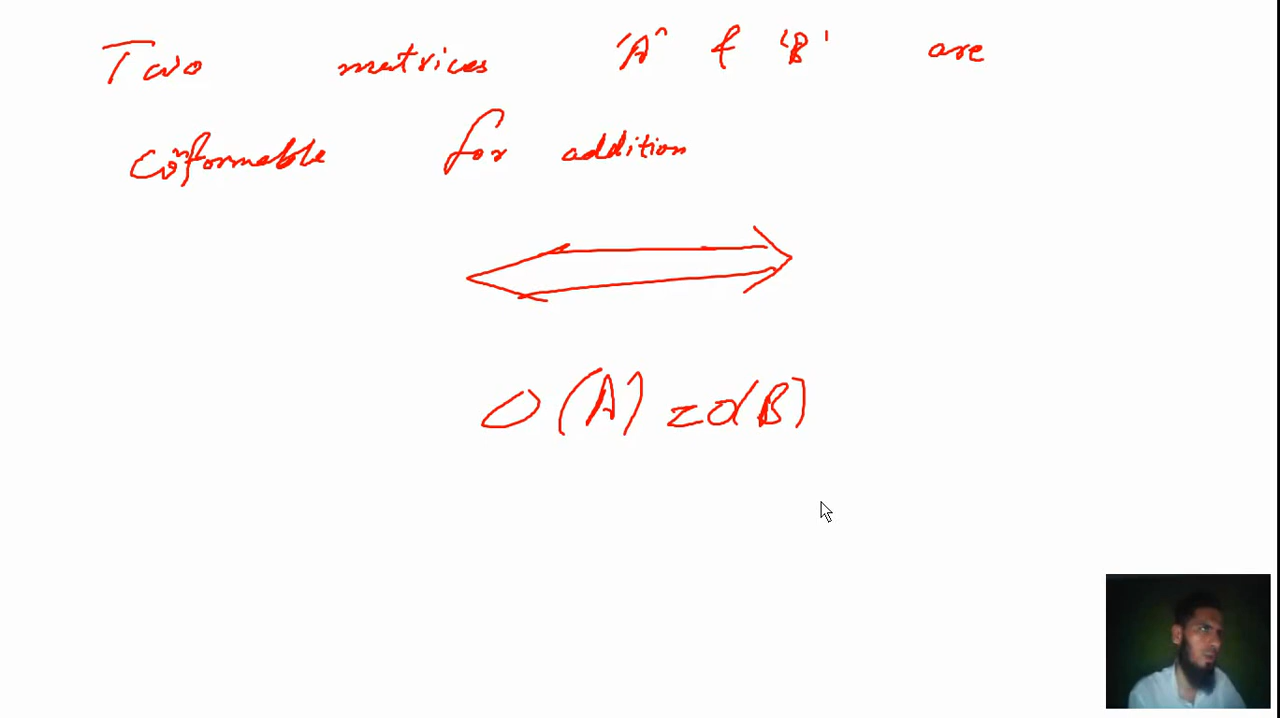 Two matrices 'A' & 'B' are
Conformable for addition
O(A) = O(B)